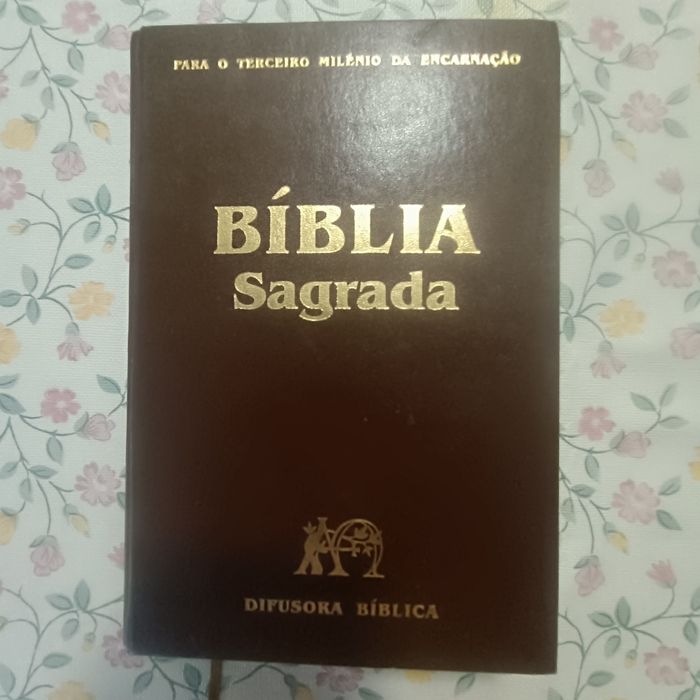 PARA O TERCEIRO MILÉNIO DA ENCARNAÇÃO
BÍBLIA
Sagrada
DIFUSORA BÍBLICA